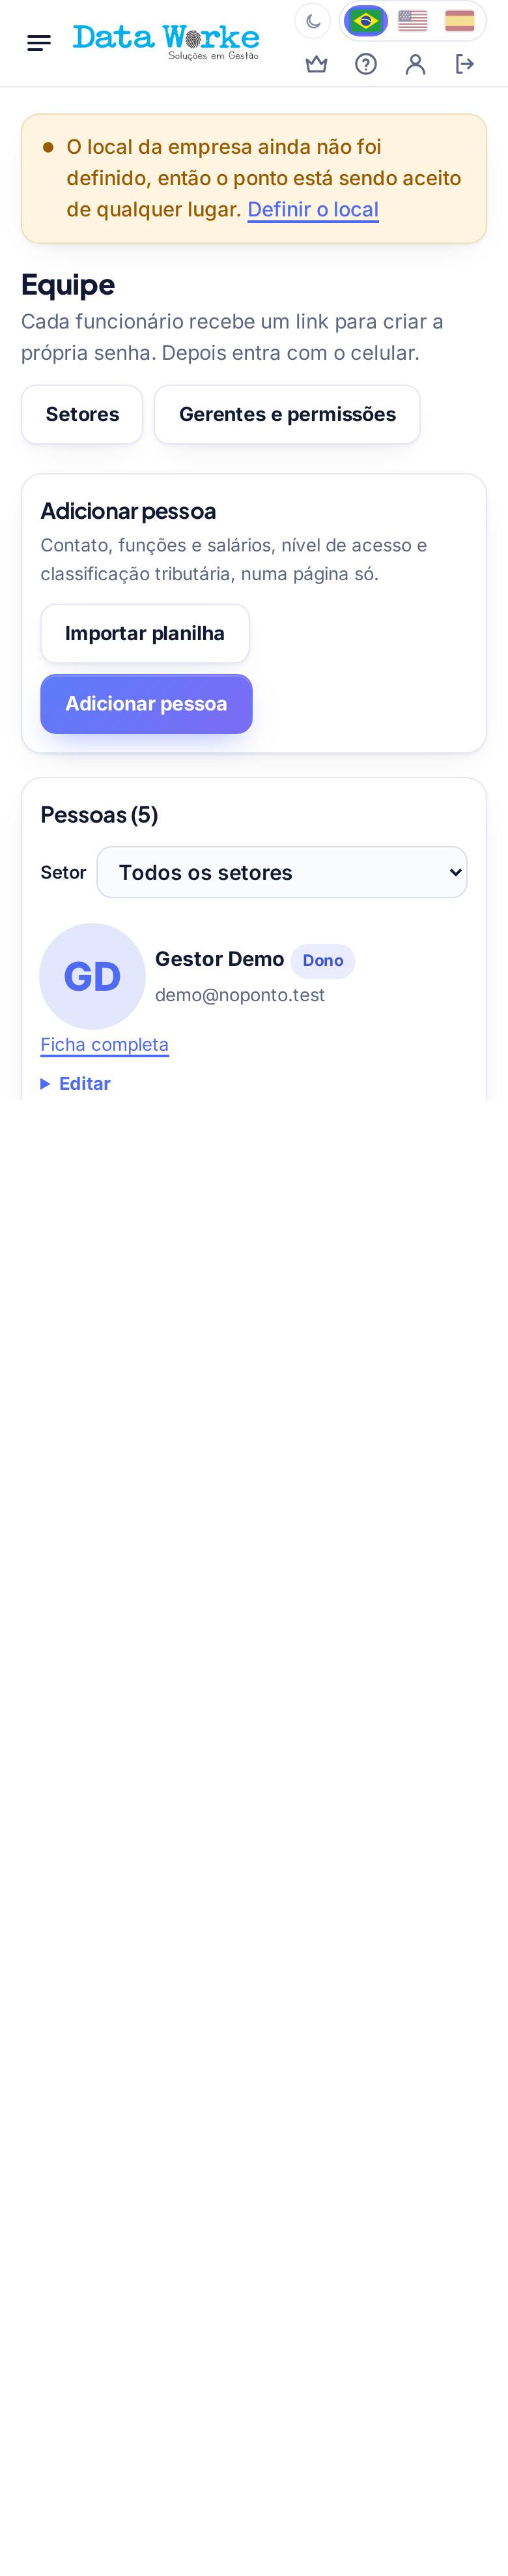 Data Worke
Soluções em Gestão
O local da empresa ainda não foi
definido, então o ponto está sendo aceito
de qualquer lugar. Definir o local
Equipe
Cada funcionário recebe um link para criar a
própria senha. Depois entra com o celular.
Setores
Gerentes e permissões
Adicionar pessoa
Contato, funções e salários, nível de acesso e
classificação tributária, numa página só.
Importar planilha
Adicionar pessoa
Pessoas (5)
Setor
Todos os setores
GD
Gestor Demo Dono
demo@noponto.test
Ficha completa
Editar